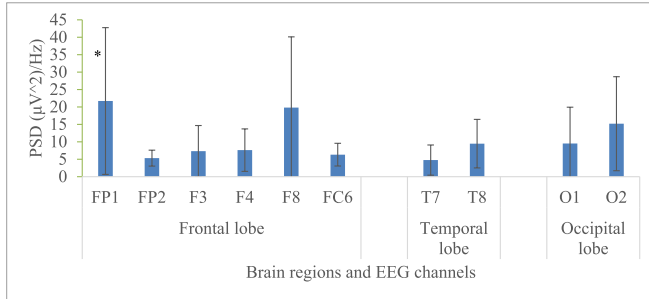 45
40
35
30
25
20
15
10
5
0
PSD (µV^2)/Hz
*
FP1 FP2 F3 F4 F8 FC6 T7 T8 O1 O2
Frontal lobe Temporal lobe Occipital lobe
Brain regions and EEG channels